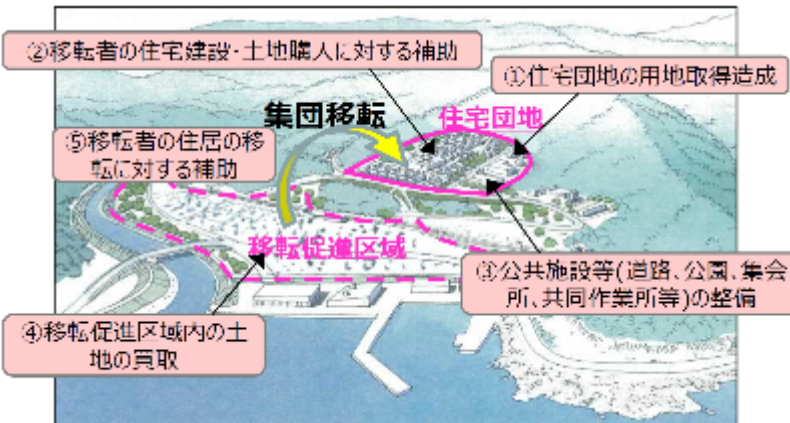 ②移転者の住宅建設・土地購入に対する補助
①住宅団地の用地取得造成
集団移転
住宅団地
⑤移転者の住居の移
転に対する補助
移転促進区域
③公共施設等(道路、公園、集会
所、共同作業所等)の整備
④移転促進区域内の土
地の買取